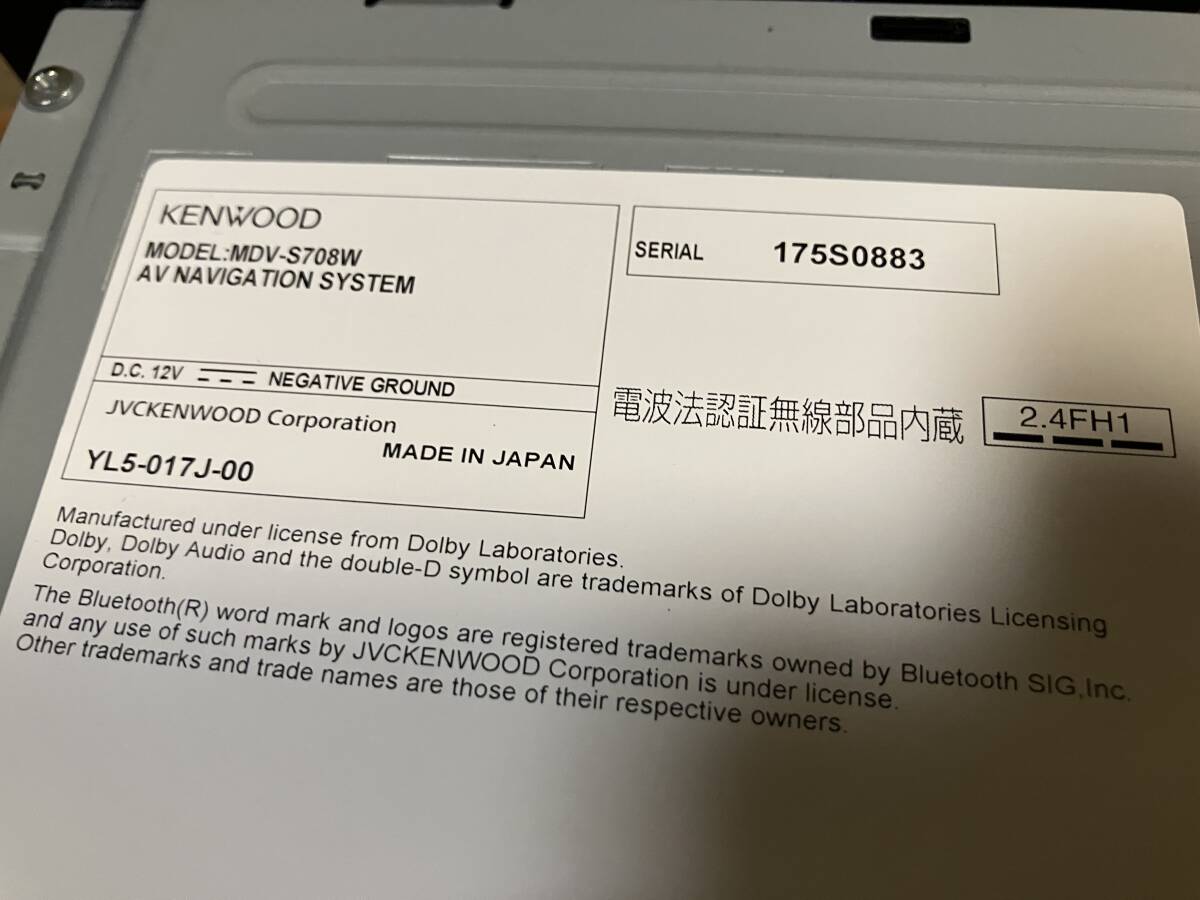 KENWOOD
MODEL:MDV-S708W
AV NAVIGATION SYSTEM
D.C. 12V NEGATIVE GROUND
JVCKENWOOD Corporation
MADE IN JAPAN
YL5-017J-00
SERIAL 175S0883
電波法認証無線部品内蔵 2.4FH1
Manufactured under license from Dolby Laboratories.
Dolby, Dolby Audio and the double-D symbol are trademarks of Dolby Laboratories Licensing
Corporation.
The Bluetooth(R) word mark and logos are registered trademarks owned by Bluetooth SIG,Inc.
and any use of such marks by JVCKENWOOD Corporation is under license.
Other trademarks and trade names are those of their respective owners.